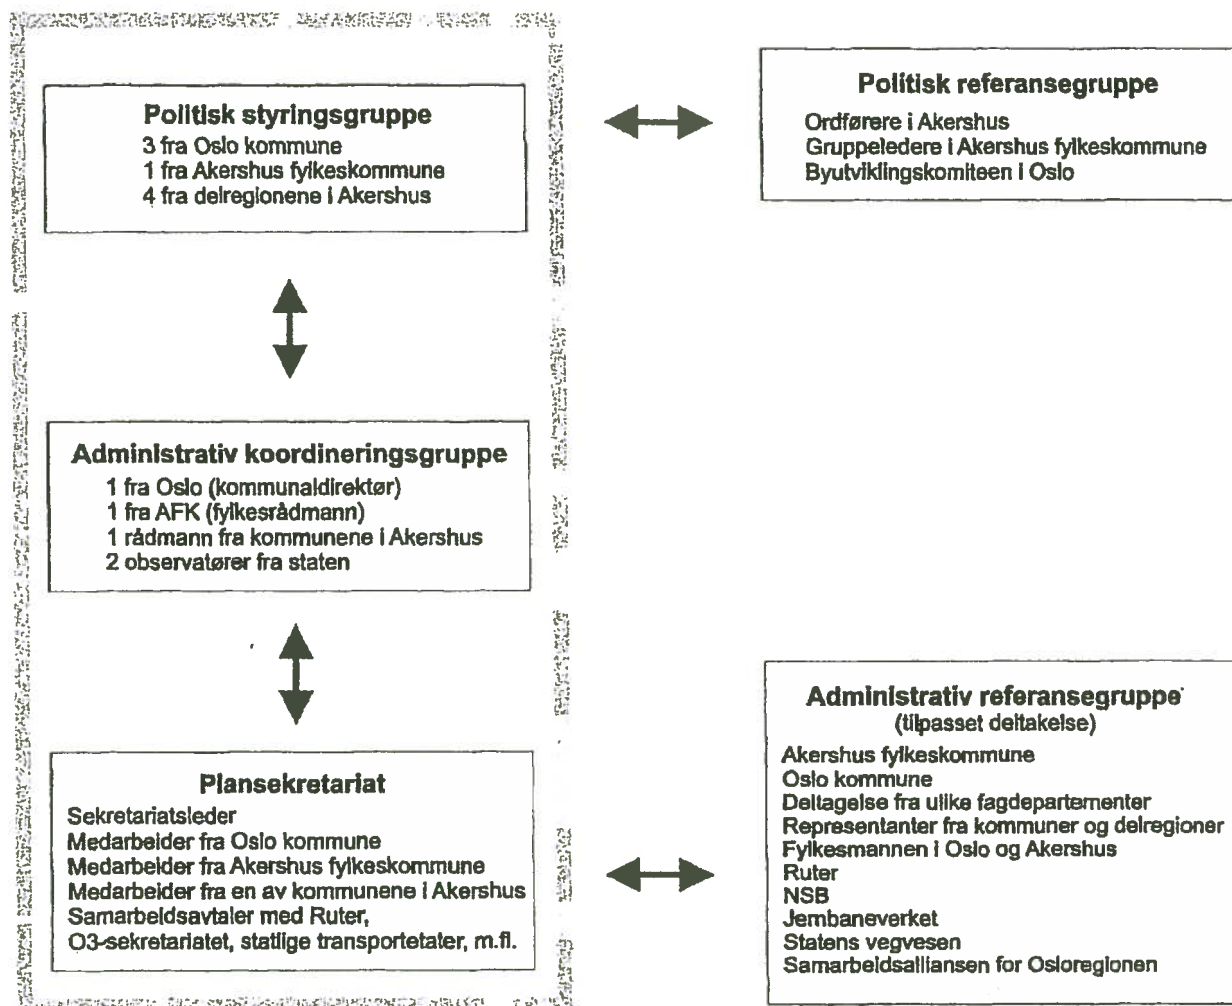 Politisk styringsgruppe
3 fra Oslo kommune
1 fra Akershus fylkeskommune
4 fra delregionene i Akershus
Politisk referansegruppe
Ordførere i Akershus
Gruppeledere i Akershus fylkeskommune
Byutviklingskomiteen i Oslo
Administrativ koordineringsgruppe
1 fra Oslo (kommunaldirektør)
1 fra AFK (fylkesrådmann)
1 rådmann fra kommunene i Akershus
2 observatører fra staten
Plansekretariat
Sekretariatsleder
Medarbeider fra Oslo kommune
Medarbeider fra Akershus fylkeskommune
Medarbeider fra en av kommunene i Akershus
Samarbeidsavtaler med Ruter,
O3-sekretariatet, statlige transportetater, m.fl.
Administrativ referansegruppe
(tilpasset deltakelse)
Akershus fylkeskommune
Oslo kommune
Deltagelse fra ulike fagdepartementer
Representanter fra kommuner og delregioner
Fylkesmannen i Oslo og Akershus
Ruter
NSB
Jernbaneverket
Statens vegvesen
Samarbeidsalliansen for Osloregionen